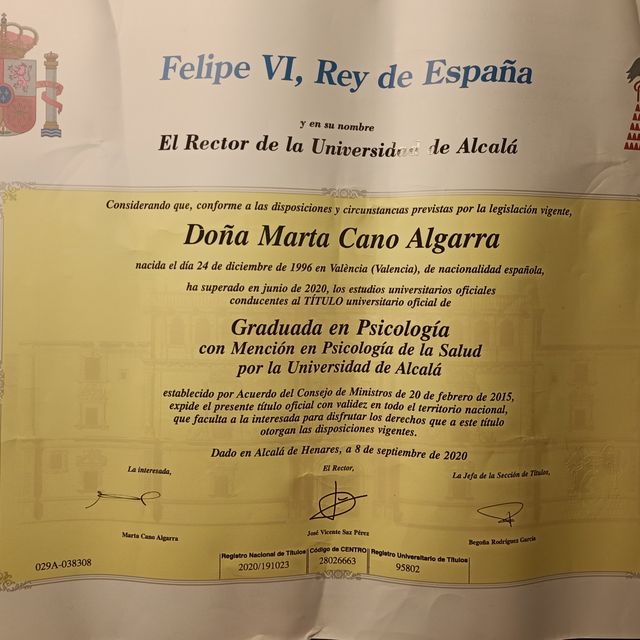 Felipe VI, Rey de España
y en su nombre
El Rector de la Universidad de Alcalá
Considerando que, conforme a las disposiciones y circunstancias previstas por la legislación vigente,
Doña Marta Cano Algarra
nacida el día 24 de diciembre de 1996 en València (Valencia), de nacionalidad española,
ha superado en junio de 2020, los estudios universitarios oficiales
conducentes al TÍTULO universitario oficial de
Graduada en Psicología
con Mención en Psicología de la Salud
por la Universidad de Alcalá
establecido por Acuerdo del Consejo de Ministros de 20 de febrero de 2015,
expide el presente título oficial con validez en todo el territorio nacional,
que faculta a la interesada para disfrutar los derechos que a este título
otorgan las disposiciones vigentes.
Dado en Alcalá de Henares, a 8 de septiembre de 2020
La interesada, El Rector, La Jefa de la Sección de Títulos,
Marta Cano Algarra José Vicente Saz Pérez Begoña Rodríguez García
Registro Nacional de Títulos Código de CENTRO Registro Universitario de Títulos
029A-038308 2020/191023 28026663 95802